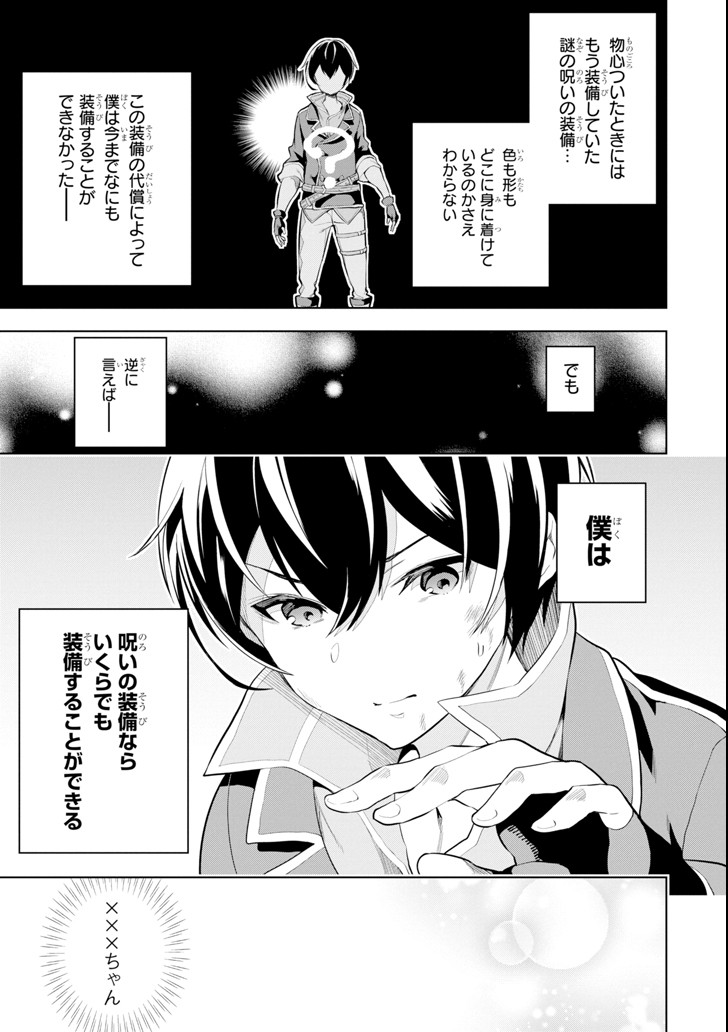 物心ついたときには
もう装備していた
謎の呪いの装備…
色も形も
どこに身に着けて
いるのかさえ
わからない
この装備の代償によって
僕は今までなにも
装備することが
できなかった――
でも
逆に
言えば――
僕は
呪いの装備なら
いくらでも
装備することができる
×××ちゃん